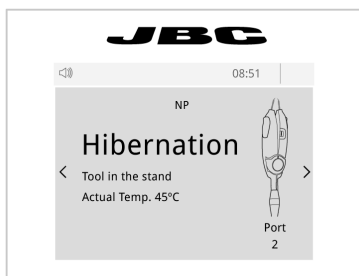 JBC
08:51
NP
Hibernation
Tool in the stand
Actual Temp. 45ºC
Port
2